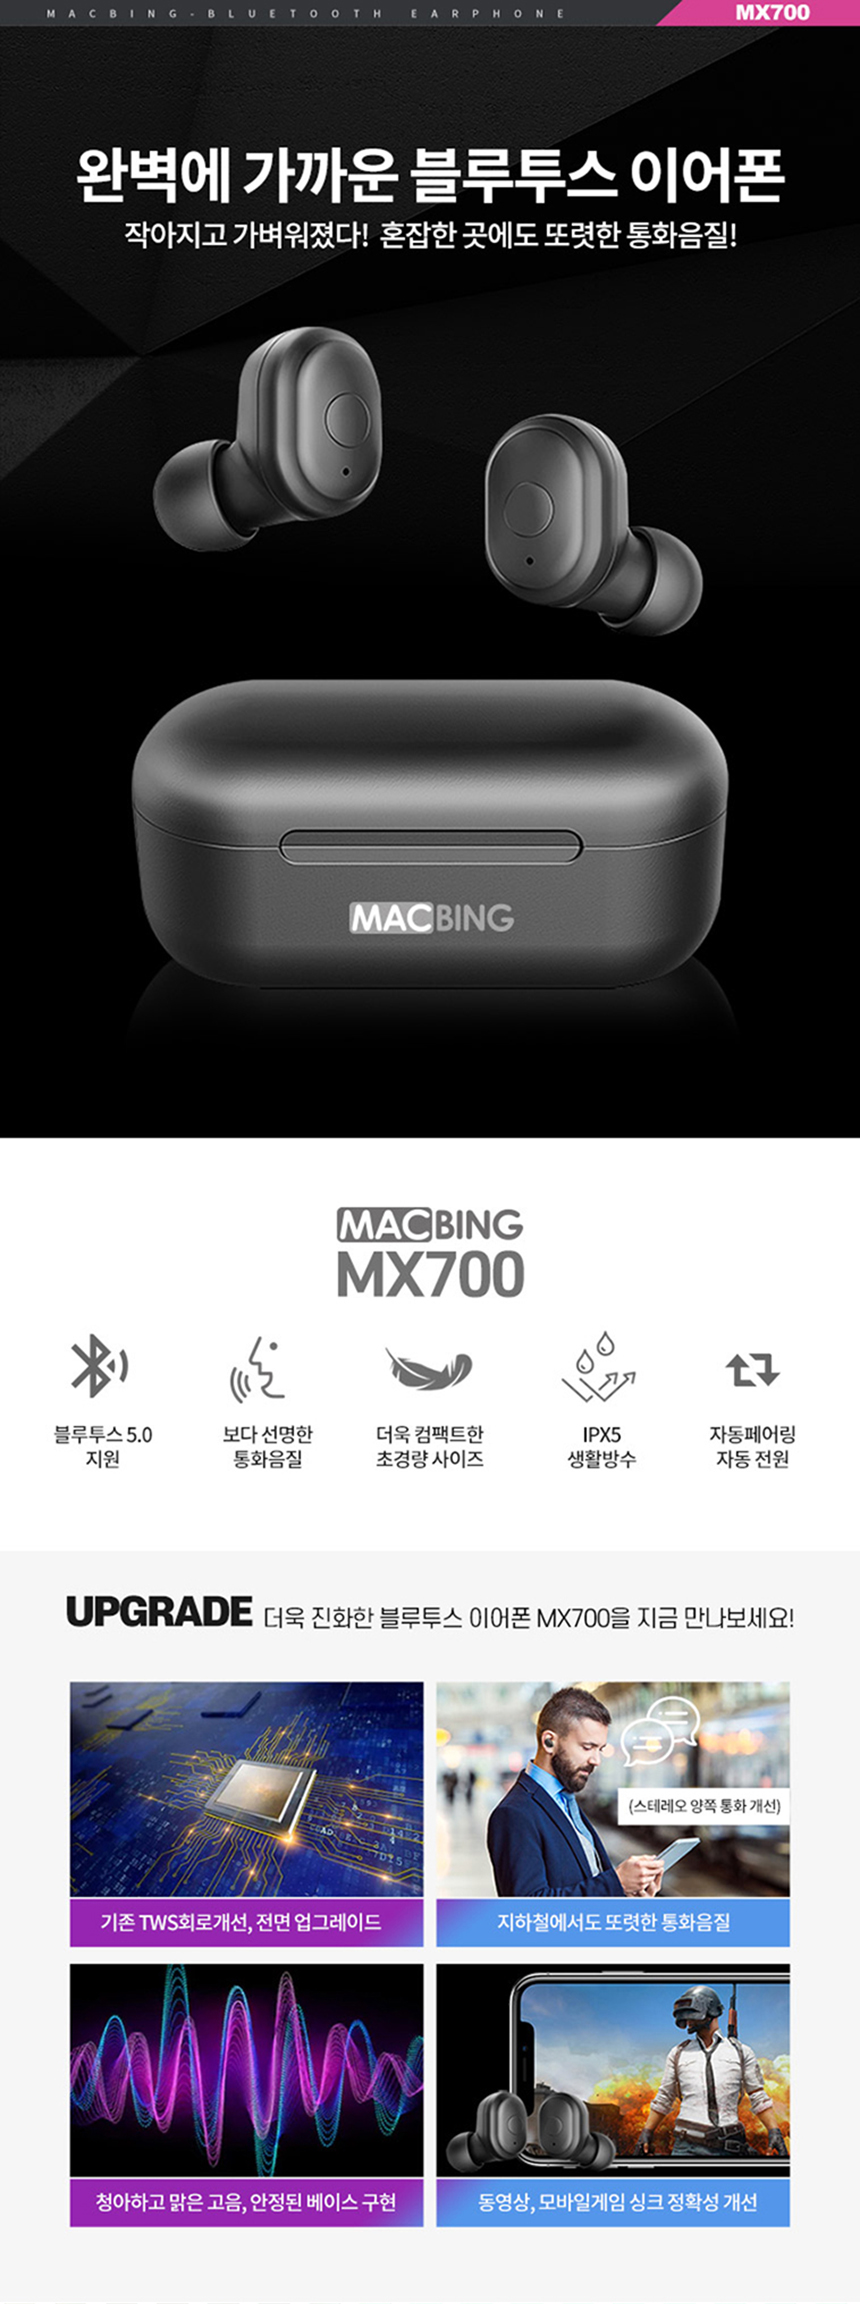 MACBING-BLUETOOTH EARPHONE
MX700
완벽에 가까운 블루투스 이어폰
작아지고 가벼워졌다! 혼잡한 곳에도 또렷한 통화음질!
MACBING
MACBING
MX700
블루투스 5.0
지원
보다 선명한
통화음질
더욱 컴팩트한
초경량 사이즈
IPX5
생활방수
자동페어링
자동 전원
UPGRADE 더욱 진화한 블루투스 이어폰 MX700을 지금 만나보세요!
(스테레오 양쪽 통화 개선)
기존 TWS회로개선, 전면 업그레이드
지하철에서도 또렷한 통화음질
청아하고 맑은 고음, 안정된 베이스 구현
동영상, 모바일게임 싱크 정확성 개선